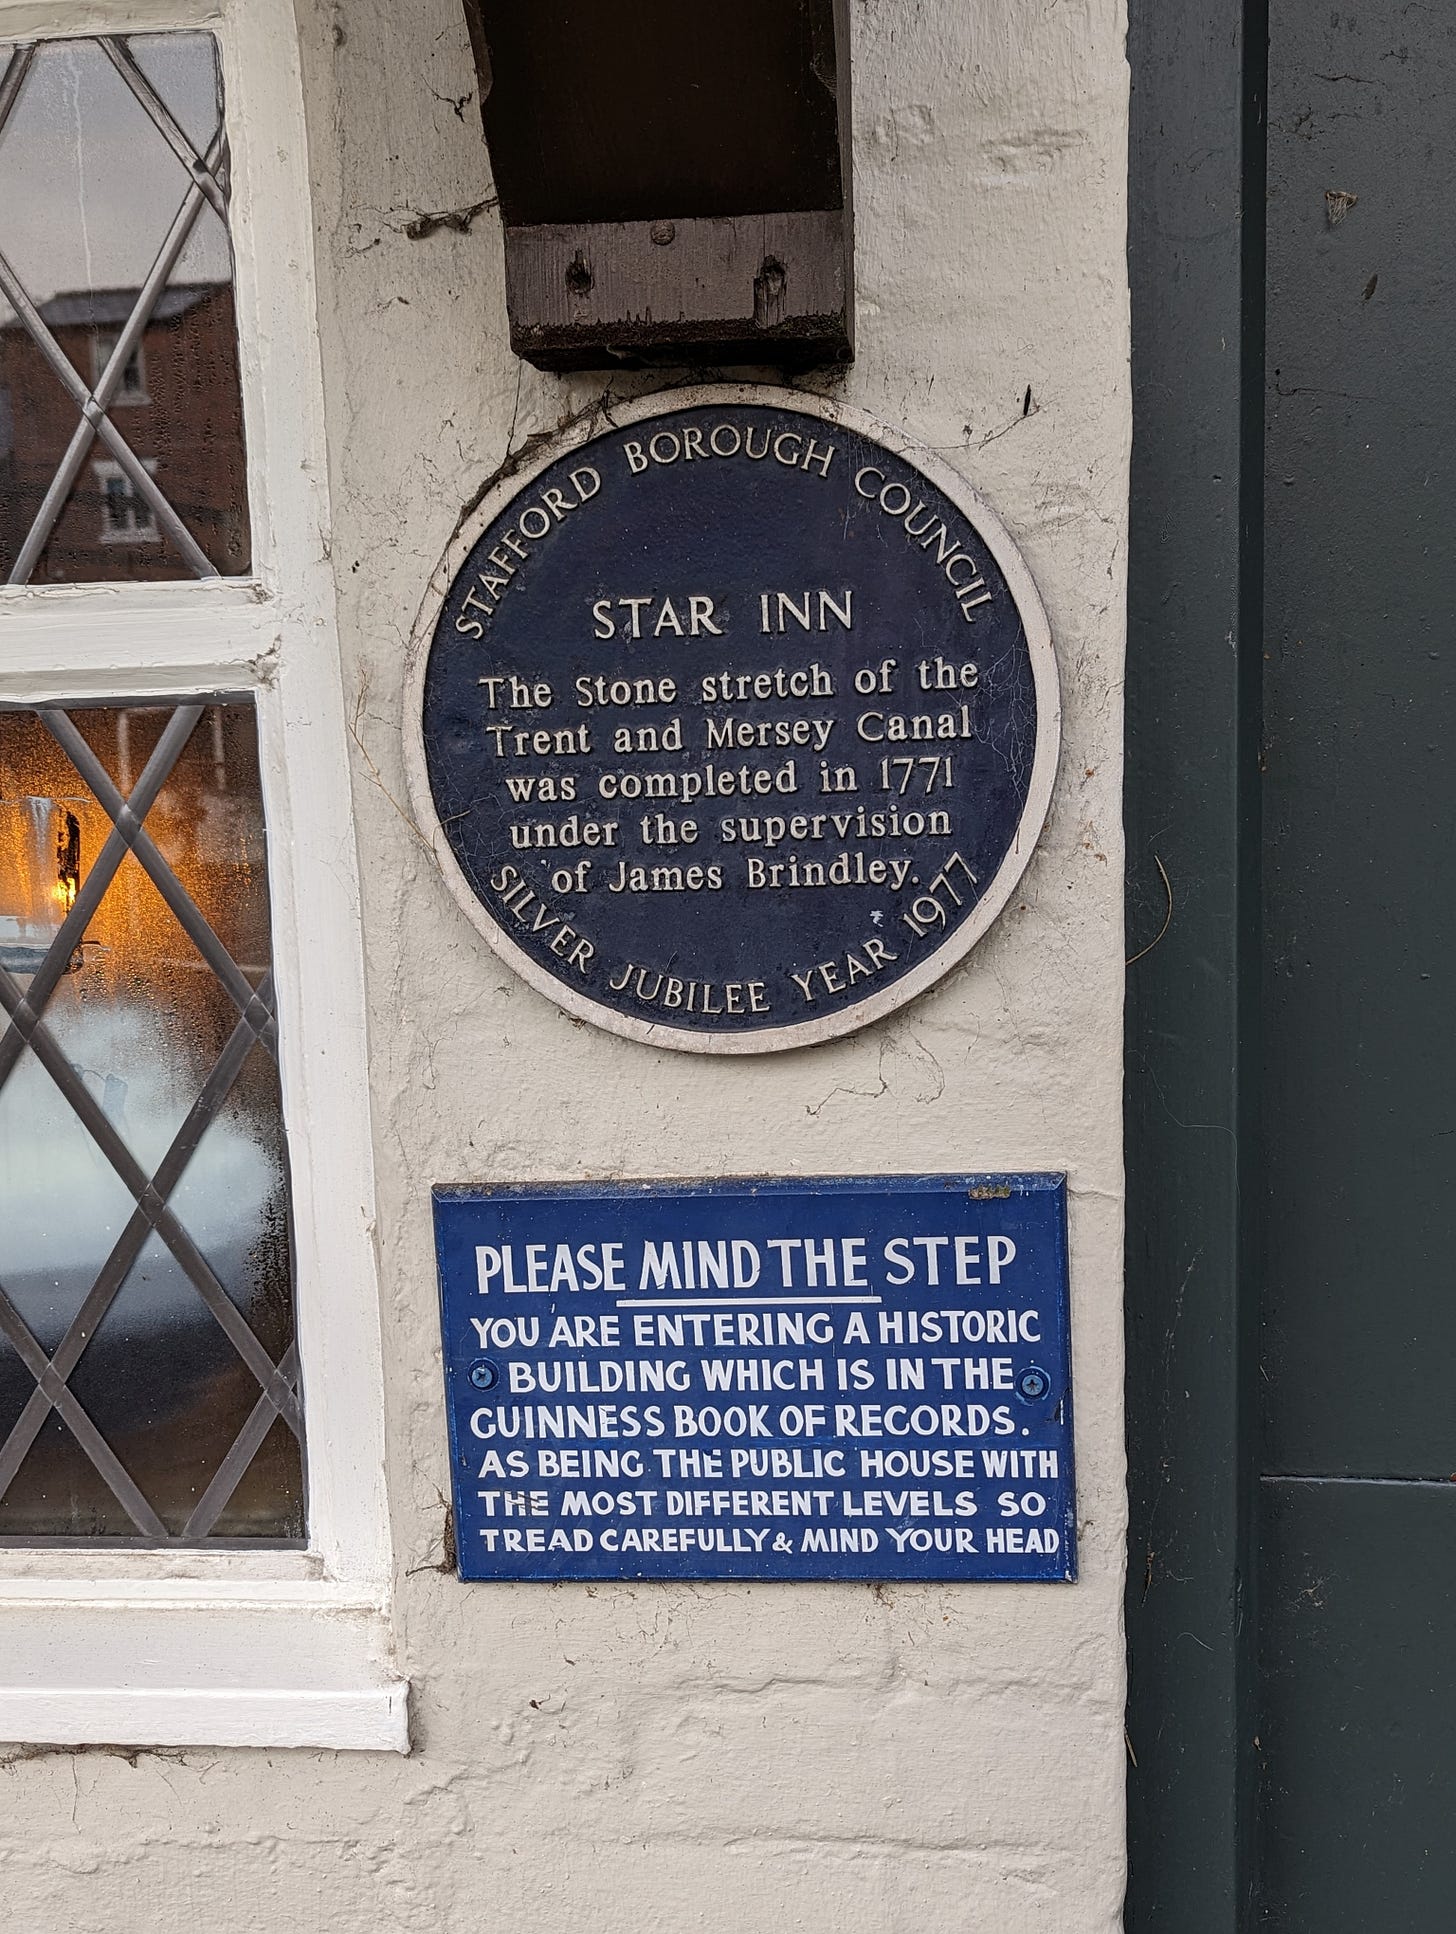 STAFFORD BOROUGH COUNCIL
STAR INN
The Stone stretch of the
Trent and Mersey Canal
was completed in 1771
under the supervision
of James Brindley.
SILVER JUBILEE YEAR 1977
PLEASE MIND THE STEP
YOU ARE ENTERING A HISTORIC
BUILDING WHICH IS IN THE
GUINNESS BOOK OF RECORDS.
AS BEING THE PUBLIC HOUSE WITH
THE MOST DIFFERENT LEVELS SO
TREAD CAREFULLY & MIND YOUR HEAD